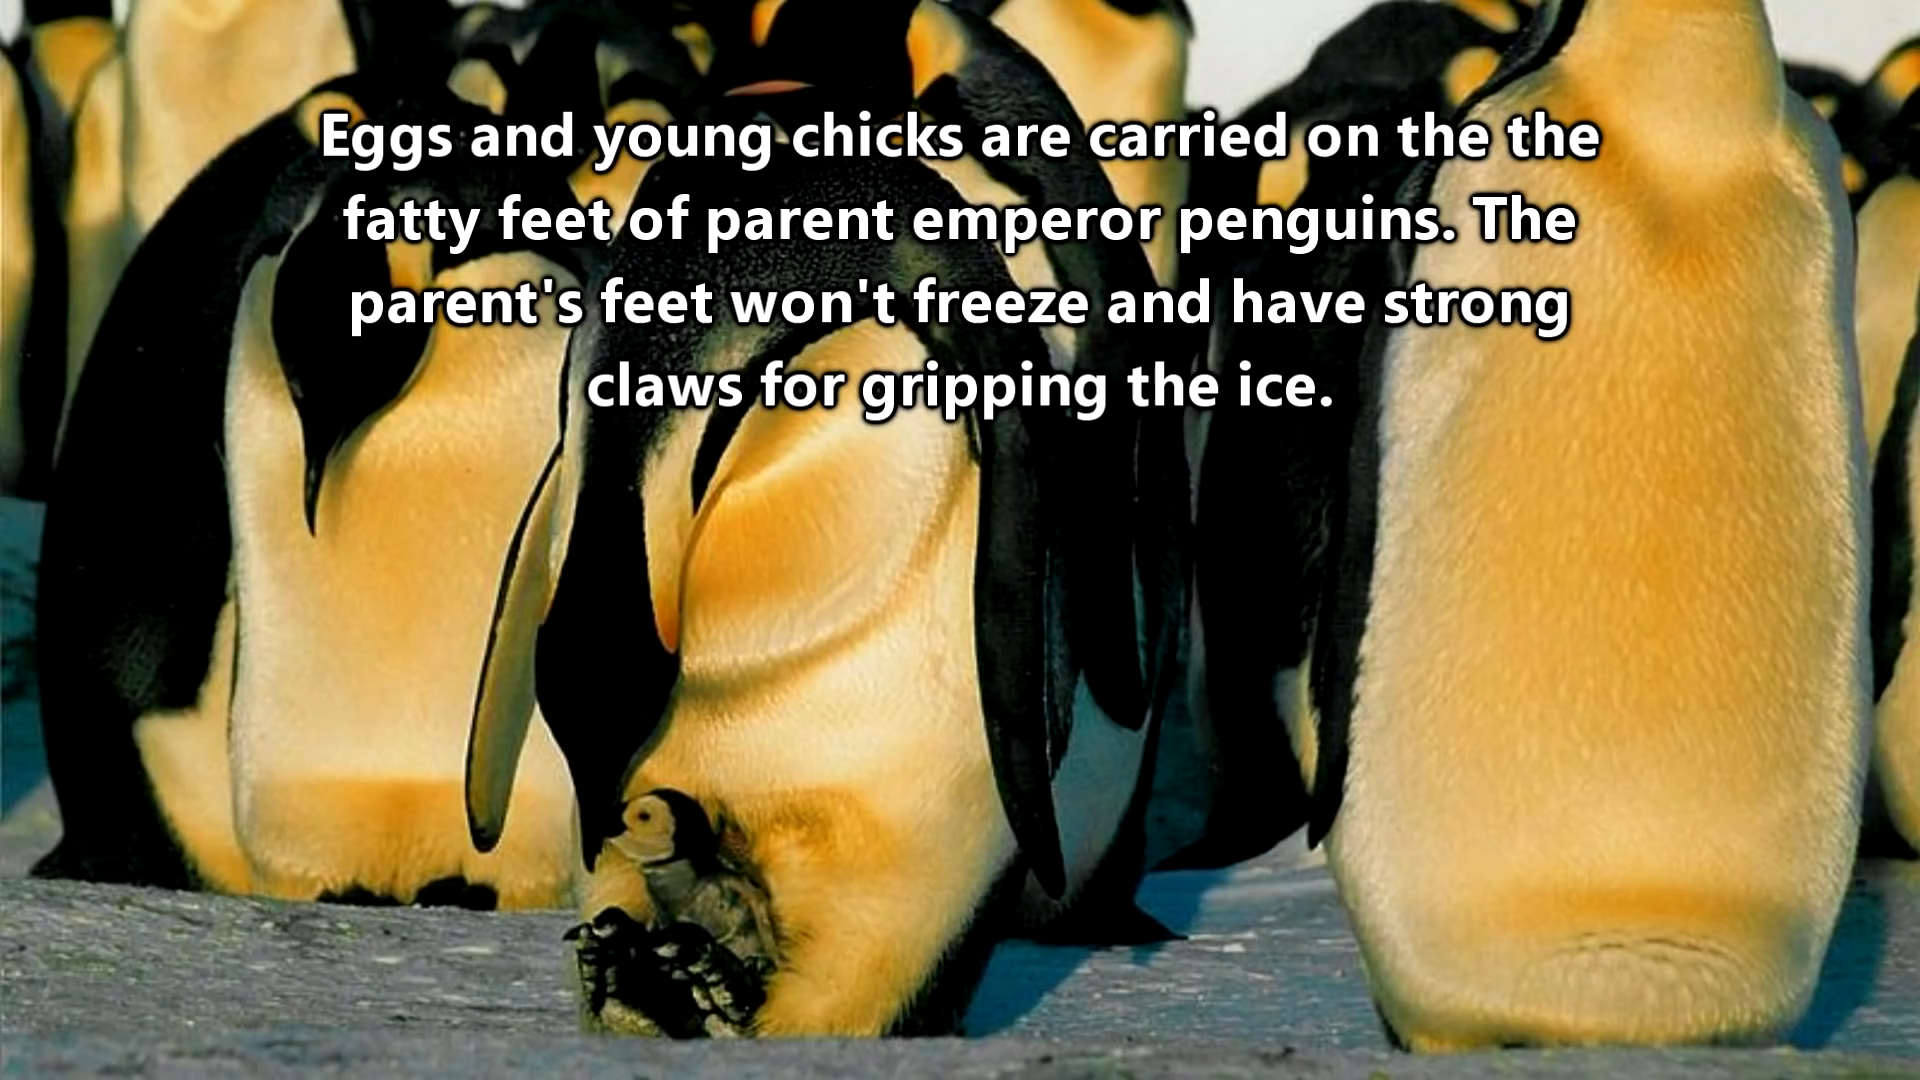 Eggs and young chicks are carried on the the
fatty feet of parent emperor penguins. The
parent's feet won't freeze and have strong
claws for gripping the ice.